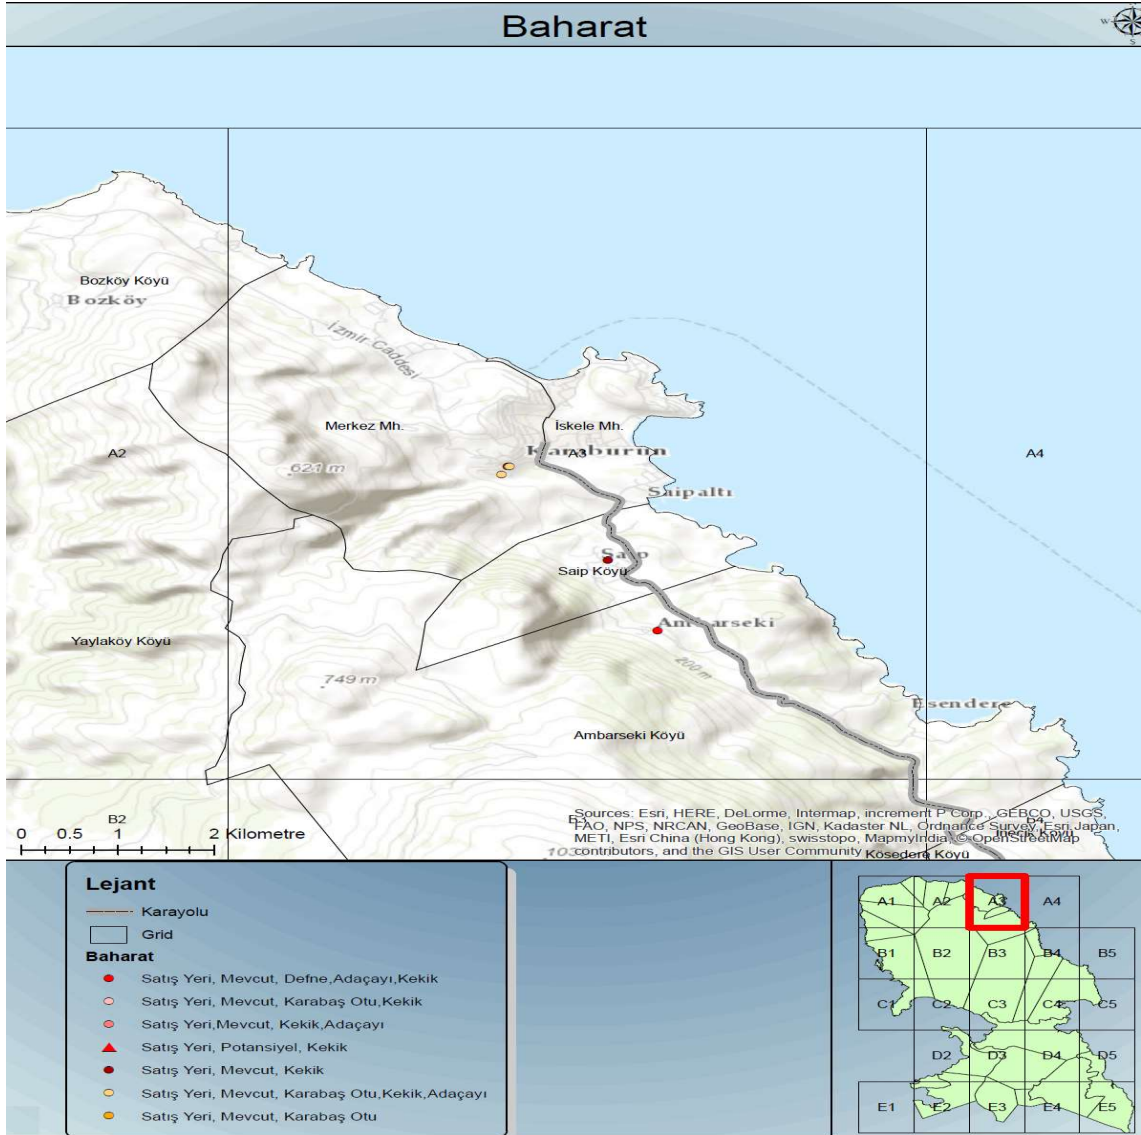 Baharat
W
S
Bozköy Köyü
Bozköy
İzmir Caddesi
Merkez Mh.
İskele Mh.
Karaburun
A2
A3
A4
621 m
Saipaltı
Saip
Saip Köyü
Ambarseki
Yaylaköy Köyü
200 m
749 m
Esendere
Ambarseki Köyü
B2
0 0.5 1 2 Kilometre
Sources: Esri, HERE, DeLorme, Intermap, increment P Corp., GEBCO, USGS,
FAO, NPS, NRCAN, GeoBase, IGN, Kadaster NL, Ordnance Survey, Esri Japan,
METI, Esri China (Hong Kong), swisstopo, MapmyIndia, © OpenStreetMap
contributors, and the GIS User Community
B4
Kösedere Köyü
Lejant
Karayolu
Grid
Baharat
Satış Yeri, Mevcut, Defne,Adaçayı,Kekik
Satış Yeri, Mevcut, Karabaş Otu,Kekik
Satış Yeri,Mevcut, Kekik,Adaçayı
Satış Yeri, Potansiyel, Kekik
Satış Yeri, Mevcut, Kekik
Satış Yeri, Mevcut, Karabaş Otu,Kekik,Adaçayı
Satış Yeri, Mevcut, Karabaş Otu
A1 A2 A3 A4
B1 B2 B3 B4 B5
C1 C2 C3 C4 C5
D2 D3 D4 D5
E1 E2 E3 E4 E5